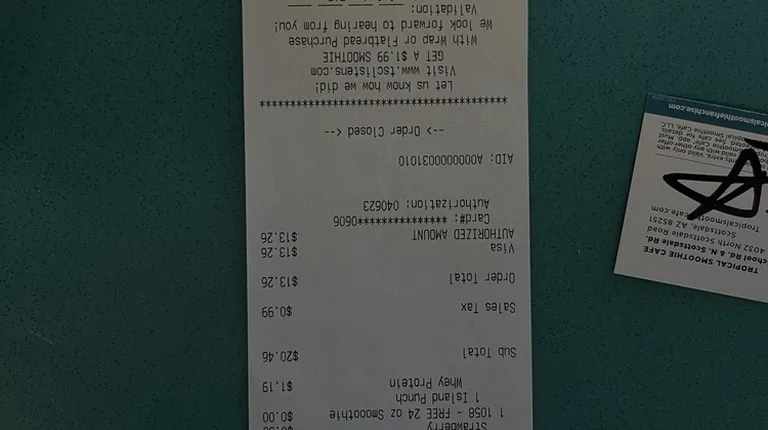 Strawberry
1 1058 - FREE 24 oz Smooothie $0.00
1 Island Punch
Whey Protein $1.19
Sub Total $20.46
Sales Tax $0.99
Order Total $13.26
Visa $13.26
AUTHORIZED AMOUNT $13.26
Card#: ****************0606
Authorization: 040623
AID: A0000000031010
--> Order Closed <--
******************************************
Let us know how we did!
Visit www.tsclistens.com
GET A $1.99 SMOOTHIE
With Wrap or Flatbread Purchase
We look forward to hearing from you!
Validation:
TROPICAL SMOOTHIE CAFE
Rd. & N. Scottsdale Rd.
4032 North Scottsdale Road
Scottsdale, AZ 85251